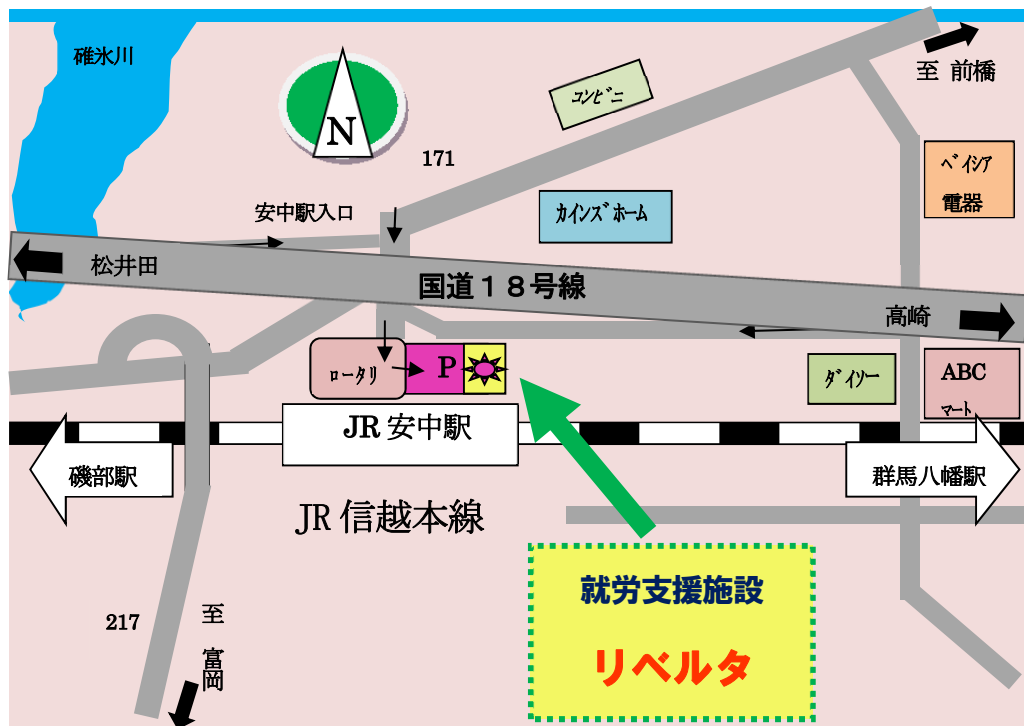 碓氷川
至 前橋
コンビニ
N
171
ベイシア
電器
安中駅入口
カインズホーム
松井田
国道１８号線
高崎
ロータリ
P
ダイソー
ABC
マート
JR 安中駅
磯部駅
群馬八幡駅
JR 信越本線
就労支援施設
リベルタ
217
至 富岡